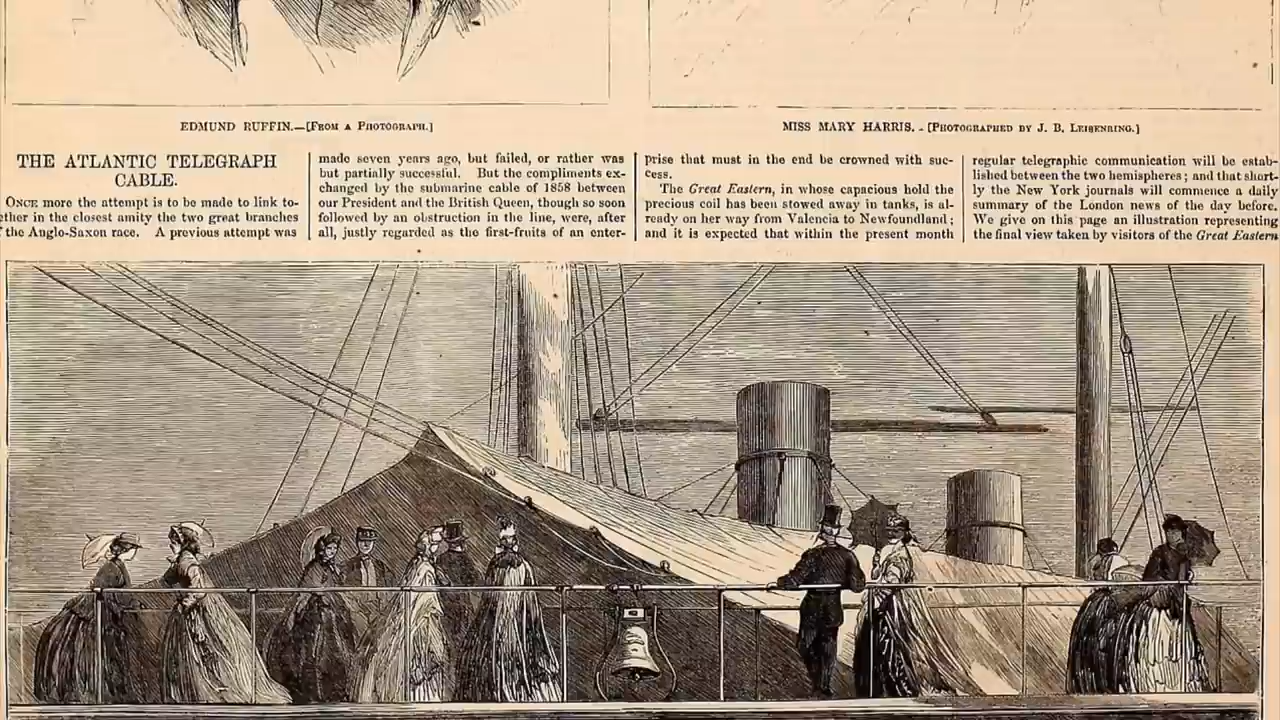 EDMUND RUFFIN.—[FROM A PHOTOGRAPH.]
MISS MARY HARRIS.-[PHOTOGRAPHED BY J. B. LEISENRING.]
THE ATLANTIC TELEGRAPH
CABLE.
ONCE more the attempt is to be made to link to-
ether in the closest amity the two great branches
f the Anglo-Saxon race. A previous attempt was
made seven years ago, but failed, or rather was
but partially successful. But the compliments ex-
changed by the submarine cable of 1858 between
our President and the British Queen, though so soon
followed by an obstruction in the line, were, after
all, justly regarded as the first-fruits of an enter-
prise that must in the end be crowned with suc-
cess.
The Great Eastern, in whose capacious hold the
precious coil has been stowed away in tanks, is al-
ready on her way from Valencia to Newfoundland;
and it is expected that within the present month
regular telegraphic communication will be estab-
lished between the two hemispheres; and that short-
ly the New York journals will commence a daily
summary of the London news of the day before.
We give on this page an illustration representing
the final view taken by visitors of the Great Eastern